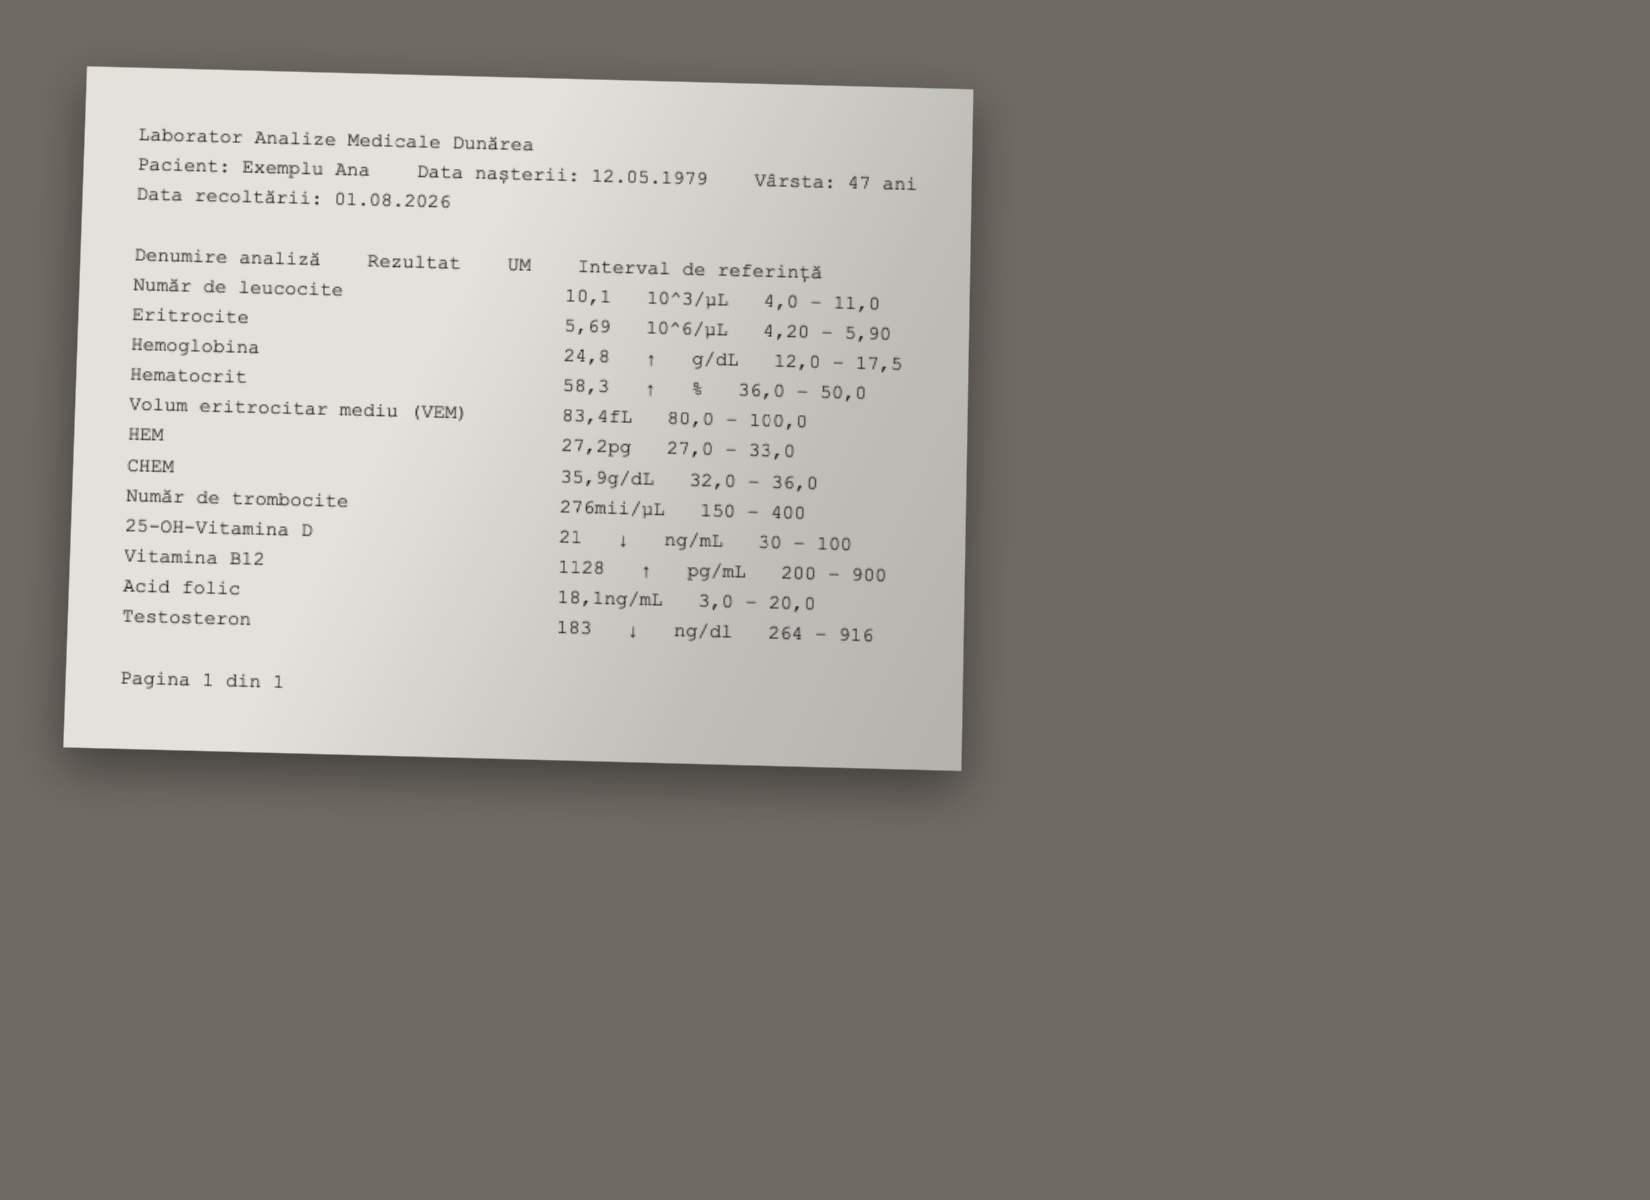 Laborator Analize Medicale Dunărea
Pacient: Exemplu Ana    Data nașterii: 12.05.1979    Vârsta: 47 ani
Data recoltării: 01.08.2026

Denumire analiză    Rezultat    UM    Interval de referință
Număr de leucocite    10,1   10^3/µL   4,0 – 11,0
Eritrocite    5,69   10^6/µL   4,20 – 5,90
Hemoglobina    24,8   ↑   g/dL   12,0 – 17,5
Hematocrit    58,3   ↑   %   36,0 – 50,0
Volum eritrocitar mediu (VEM)    83,4fL   80,0 – 100,0
HEM    27,2pg   27,0 – 33,0
CHEM    35,9g/dL   32,0 – 36,0
Număr de trombocite    276mii/µL   150 – 400
25-OH-Vitamina D    21   ↓   ng/mL   30 – 100
Vitamina B12    1128   ↑   pg/mL   200 – 900
Acid folic    18,1ng/mL   3,0 – 20,0
Testosteron    183   ↓   ng/dl   264 – 916

Pagina 1 din 1